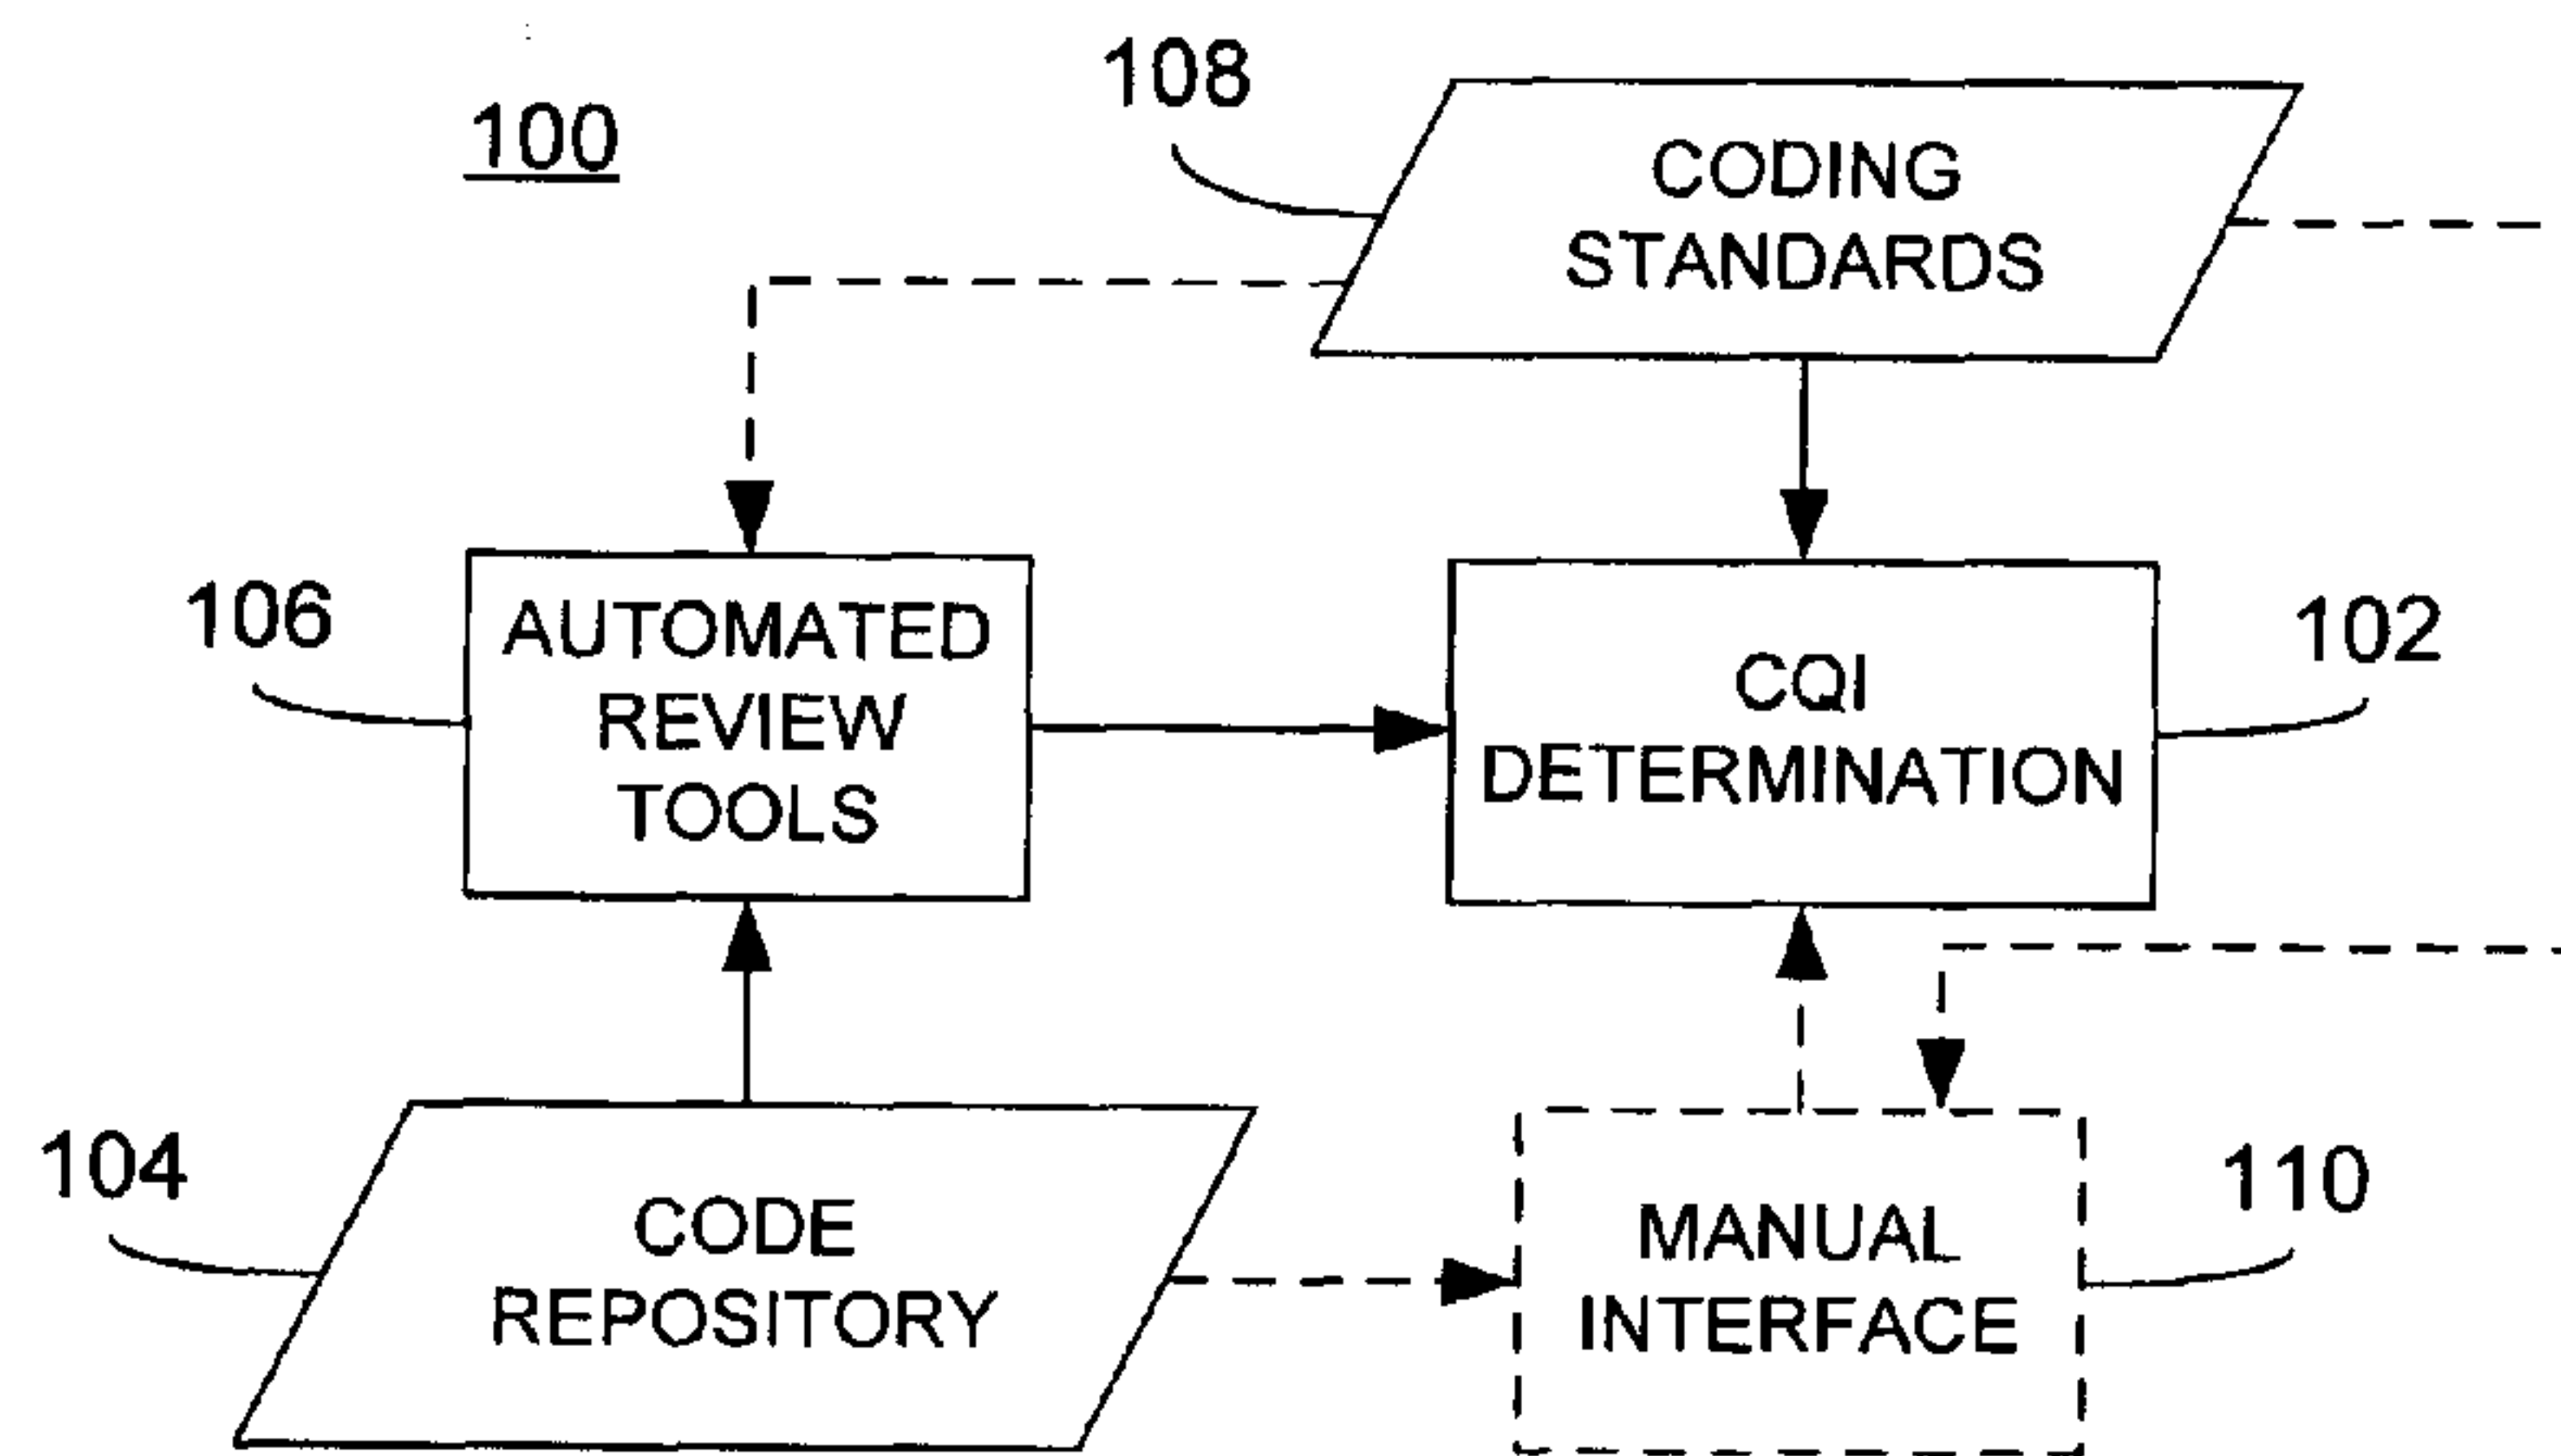 108
100
CODING
STANDARDS
106
AUTOMATED
REVIEW
TOOLS
CQI
DETERMINATION
102
104
CODE
REPOSITORY
MANUAL
INTERFACE
110